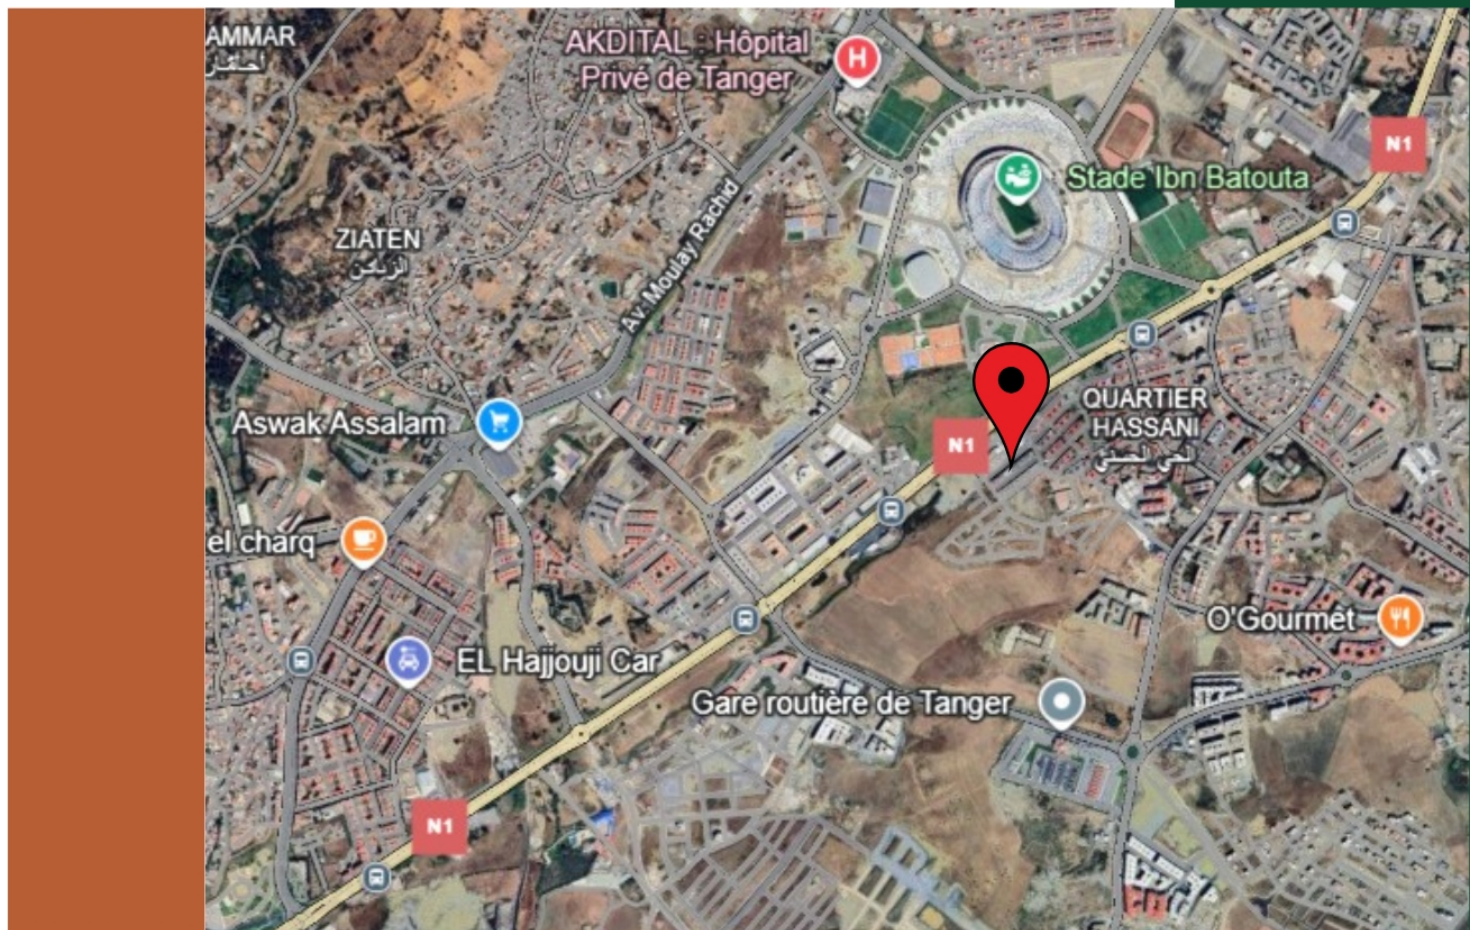 AMMAR
AKDITAL : Hôpital
Privé de Tanger
N1
Stade Ibn Batouta
ZIATEN
الزياتن
Av. Moulay Rachid
Aswak Assalam
QUARTIER
HASSANI
الحي الحسني
N1
el charq
O'Gourmet
EL Hajjouji Car
Gare routière de Tanger
N1